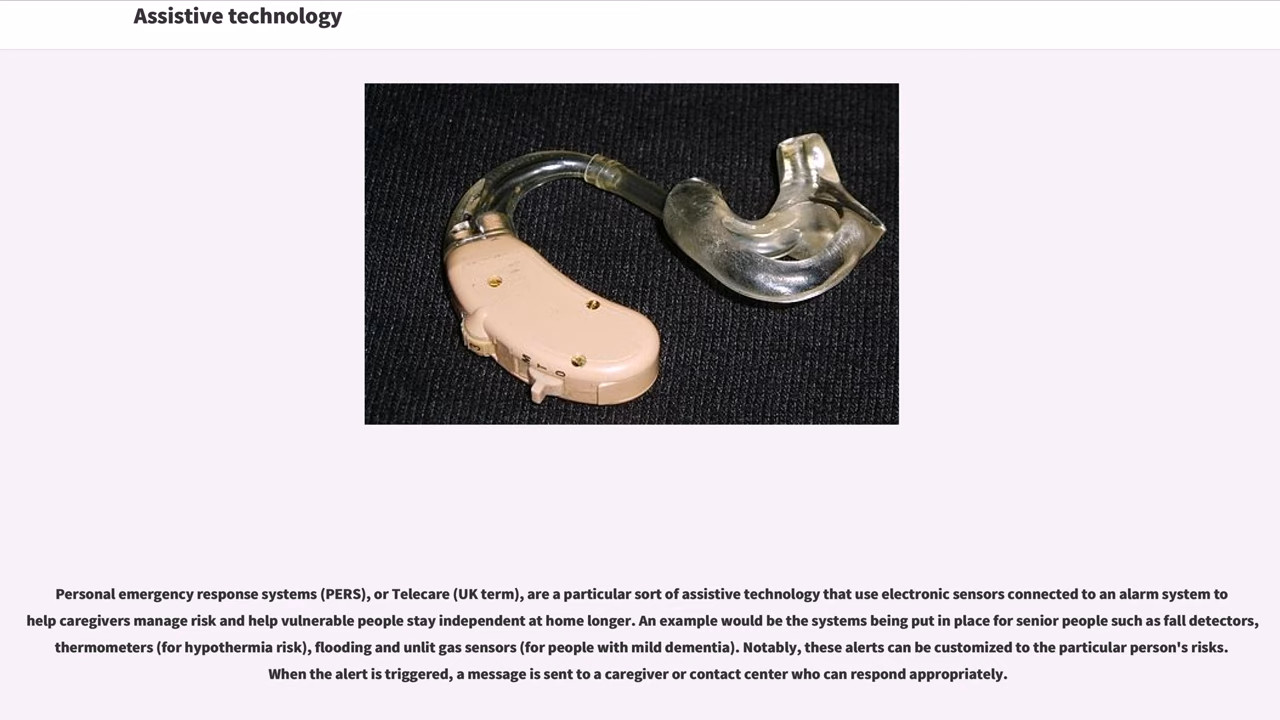 Assistive technology
M T O
Personal emergency response systems (PERS), or Telecare (UK term), are a particular sort of assistive technology that use electronic sensors connected to an alarm system to
help caregivers manage risk and help vulnerable people stay independent at home longer. An example would be the systems being put in place for senior people such as fall detectors,
thermometers (for hypothermia risk), flooding and unlit gas sensors (for people with mild dementia). Notably, these alerts can be customized to the particular person's risks.
When the alert is triggered, a message is sent to a caregiver or contact center who can respond appropriately.